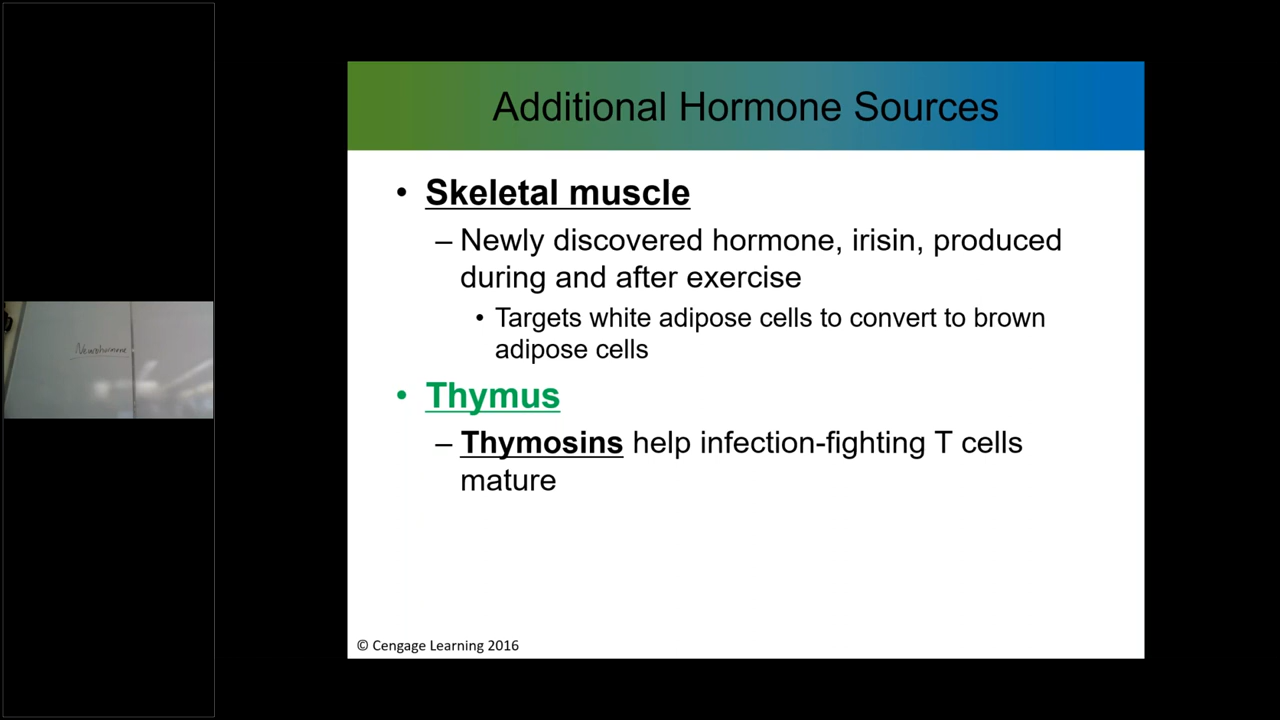 Additional Hormone Sources
• Skeletal muscle
– Newly discovered hormone, irisin, produced
during and after exercise
• Targets white adipose cells to convert to brown
adipose cells
• Thymus
– Thymosins help infection-fighting T cells
mature
© Cengage Learning 2016